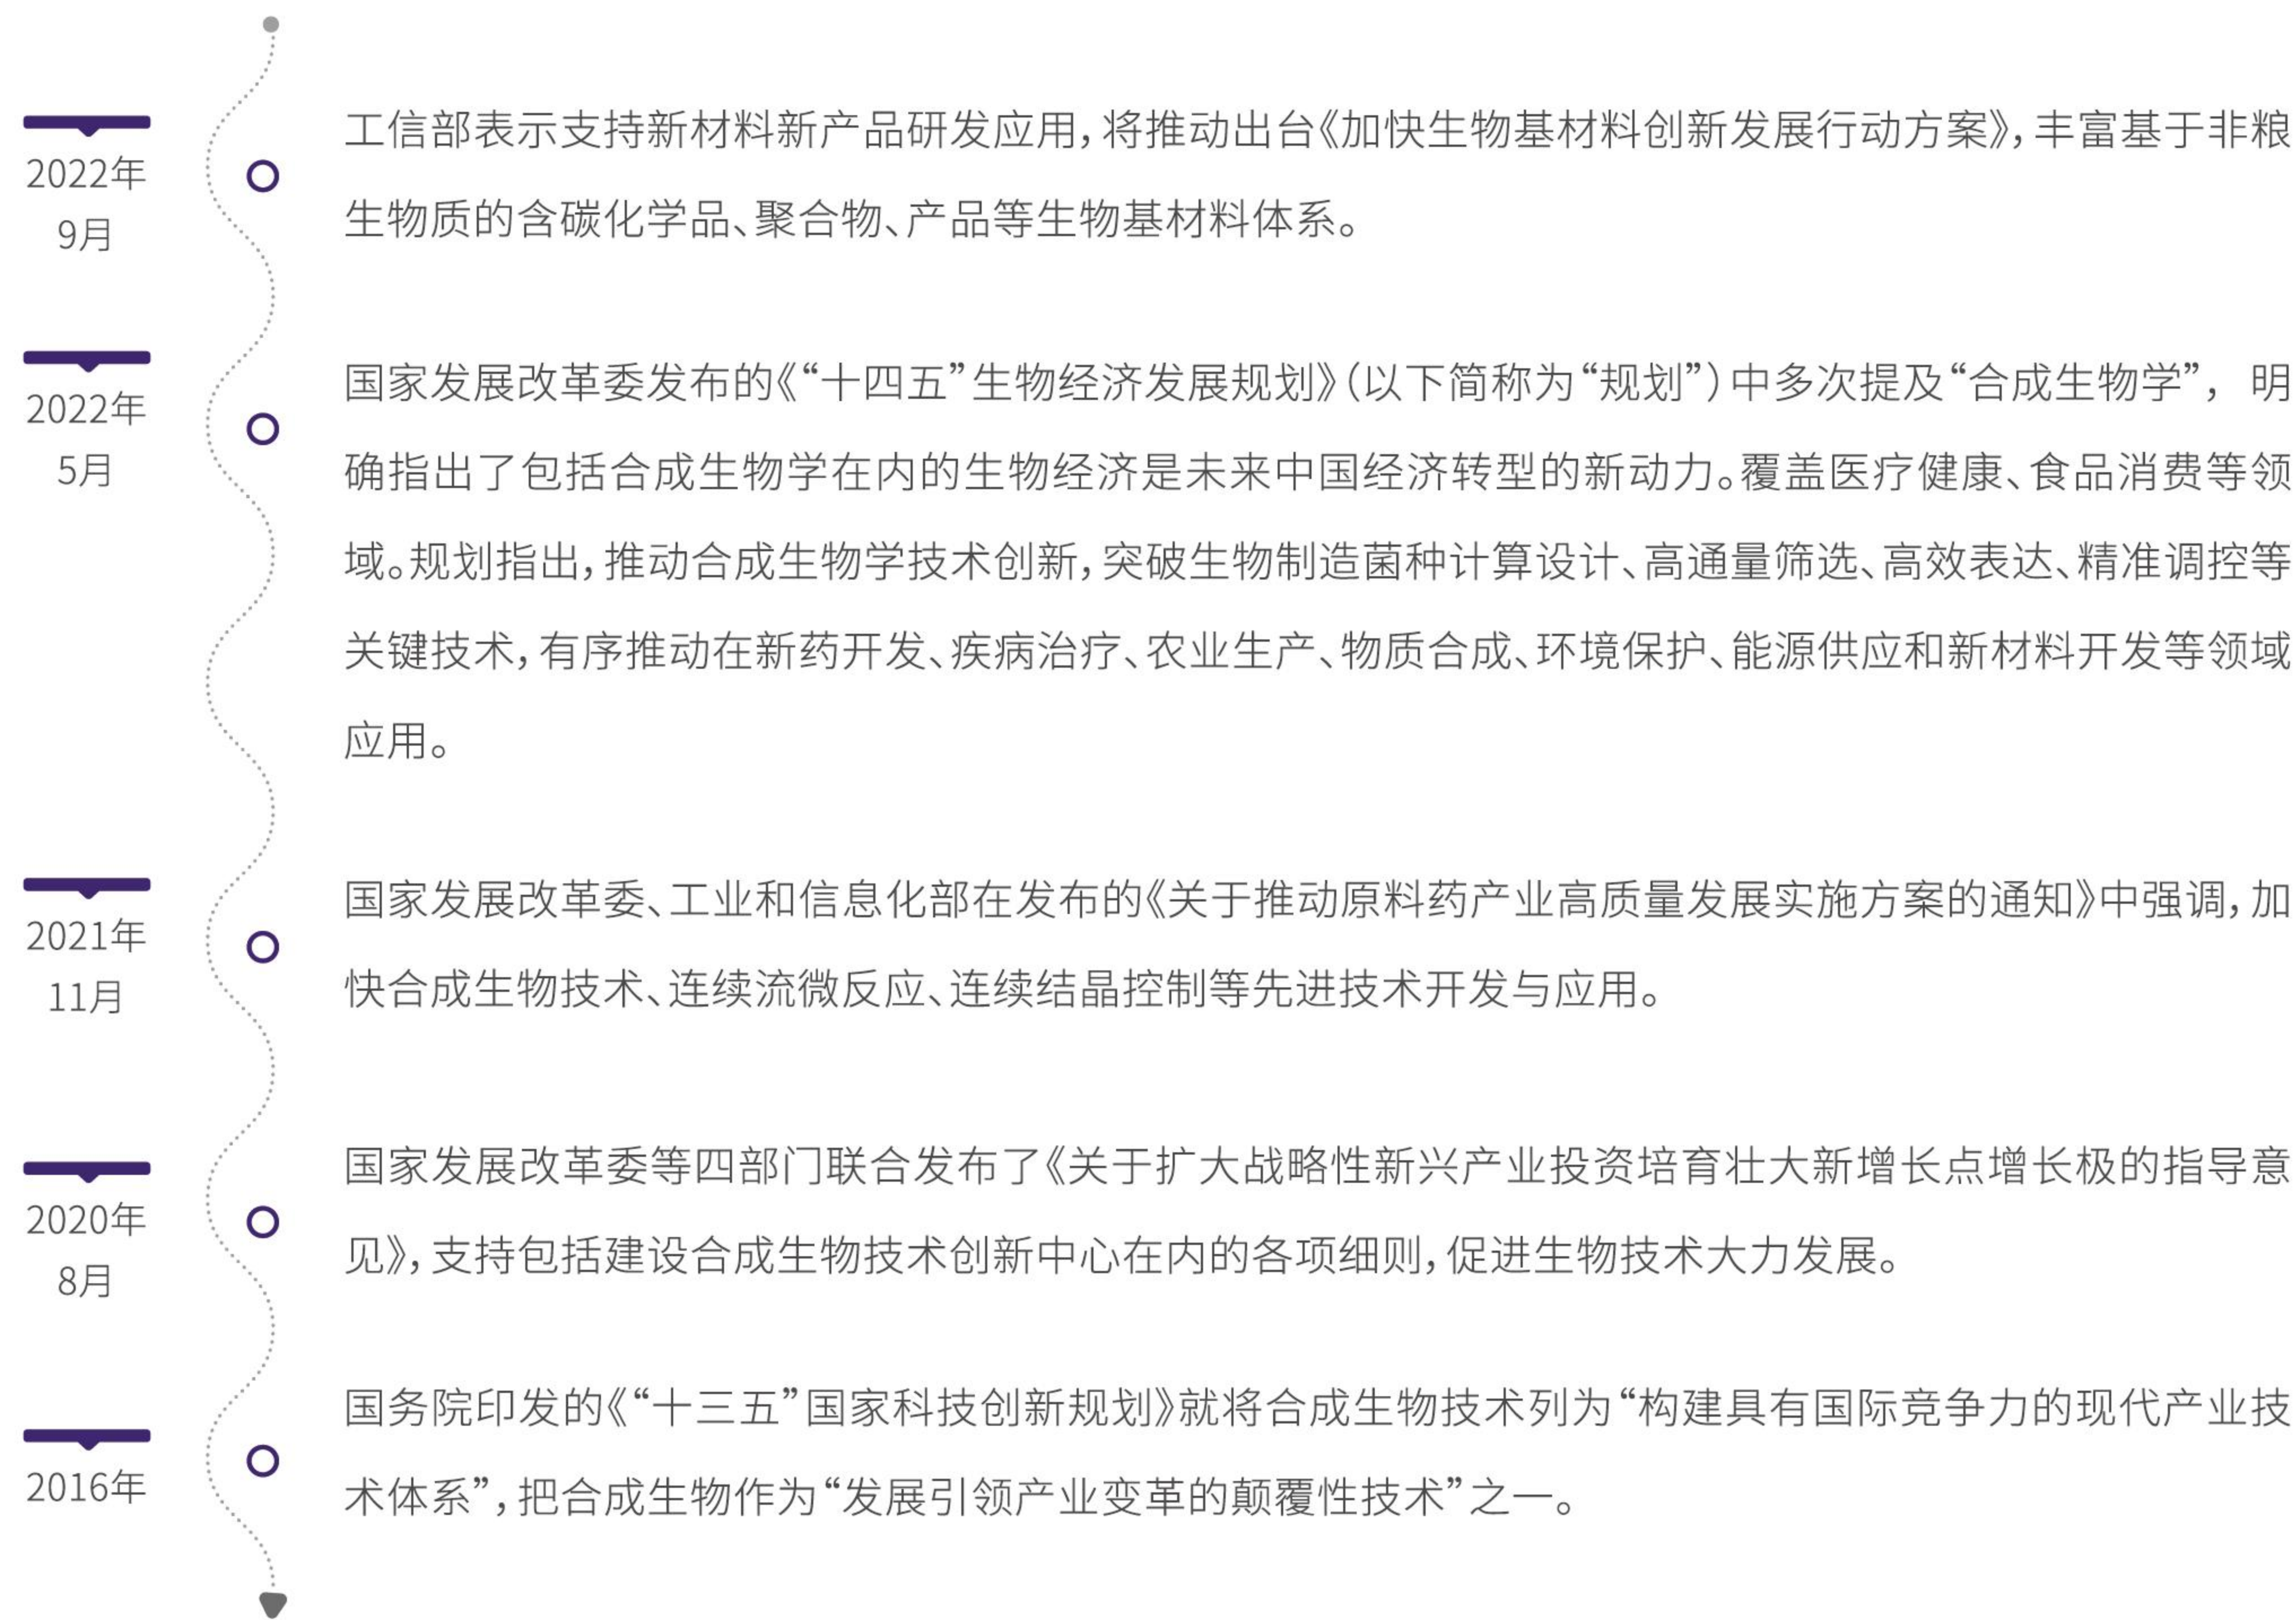 2022年
9月
工信部表示支持新材料新产品研发应用，将推动出台《加快生物基材料创新发展行动方案》，丰富基于非粮
生物质的含碳化学品、聚合物、产品等生物基材料体系。
2022年
5月
国家发展改革委发布的《“十四五”生物经济发展规划》（以下简称为“规划”）中多次提及“合成生物学”， 明
确指出了包括合成生物学在内的生物经济是未来中国经济转型的新动力。覆盖医疗健康、食品消费等领
域。规划指出，推动合成生物学技术创新，突破生物制造菌种计算设计、高通量筛选、高效表达、精准调控等
关键技术，有序推动在新药开发、疾病治疗、农业生产、物质合成、环境保护、能源供应和新材料开发等领域
应用。
2021年
11月
国家发展改革委、工业和信息化部在发布的《关于推动原料药产业高质量发展实施方案的通知》中强调，加
快合成生物技术、连续流微反应、连续结晶控制等先进技术开发与应用。
2020年
8月
国家发展改革委等四部门联合发布了《关于扩大战略性新兴产业投资培育壮大新增长点增长极的指导意
见》，支持包括建设合成生物技术创新中心在内的各项细则，促进生物技术大力发展。
2016年
国务院印发的《“十三五”国家科技创新规划》就将合成生物技术列为“构建具有国际竞争力的现代产业技
术体系”，把合成生物作为“发展引领产业变革的颠覆性技术”之一。